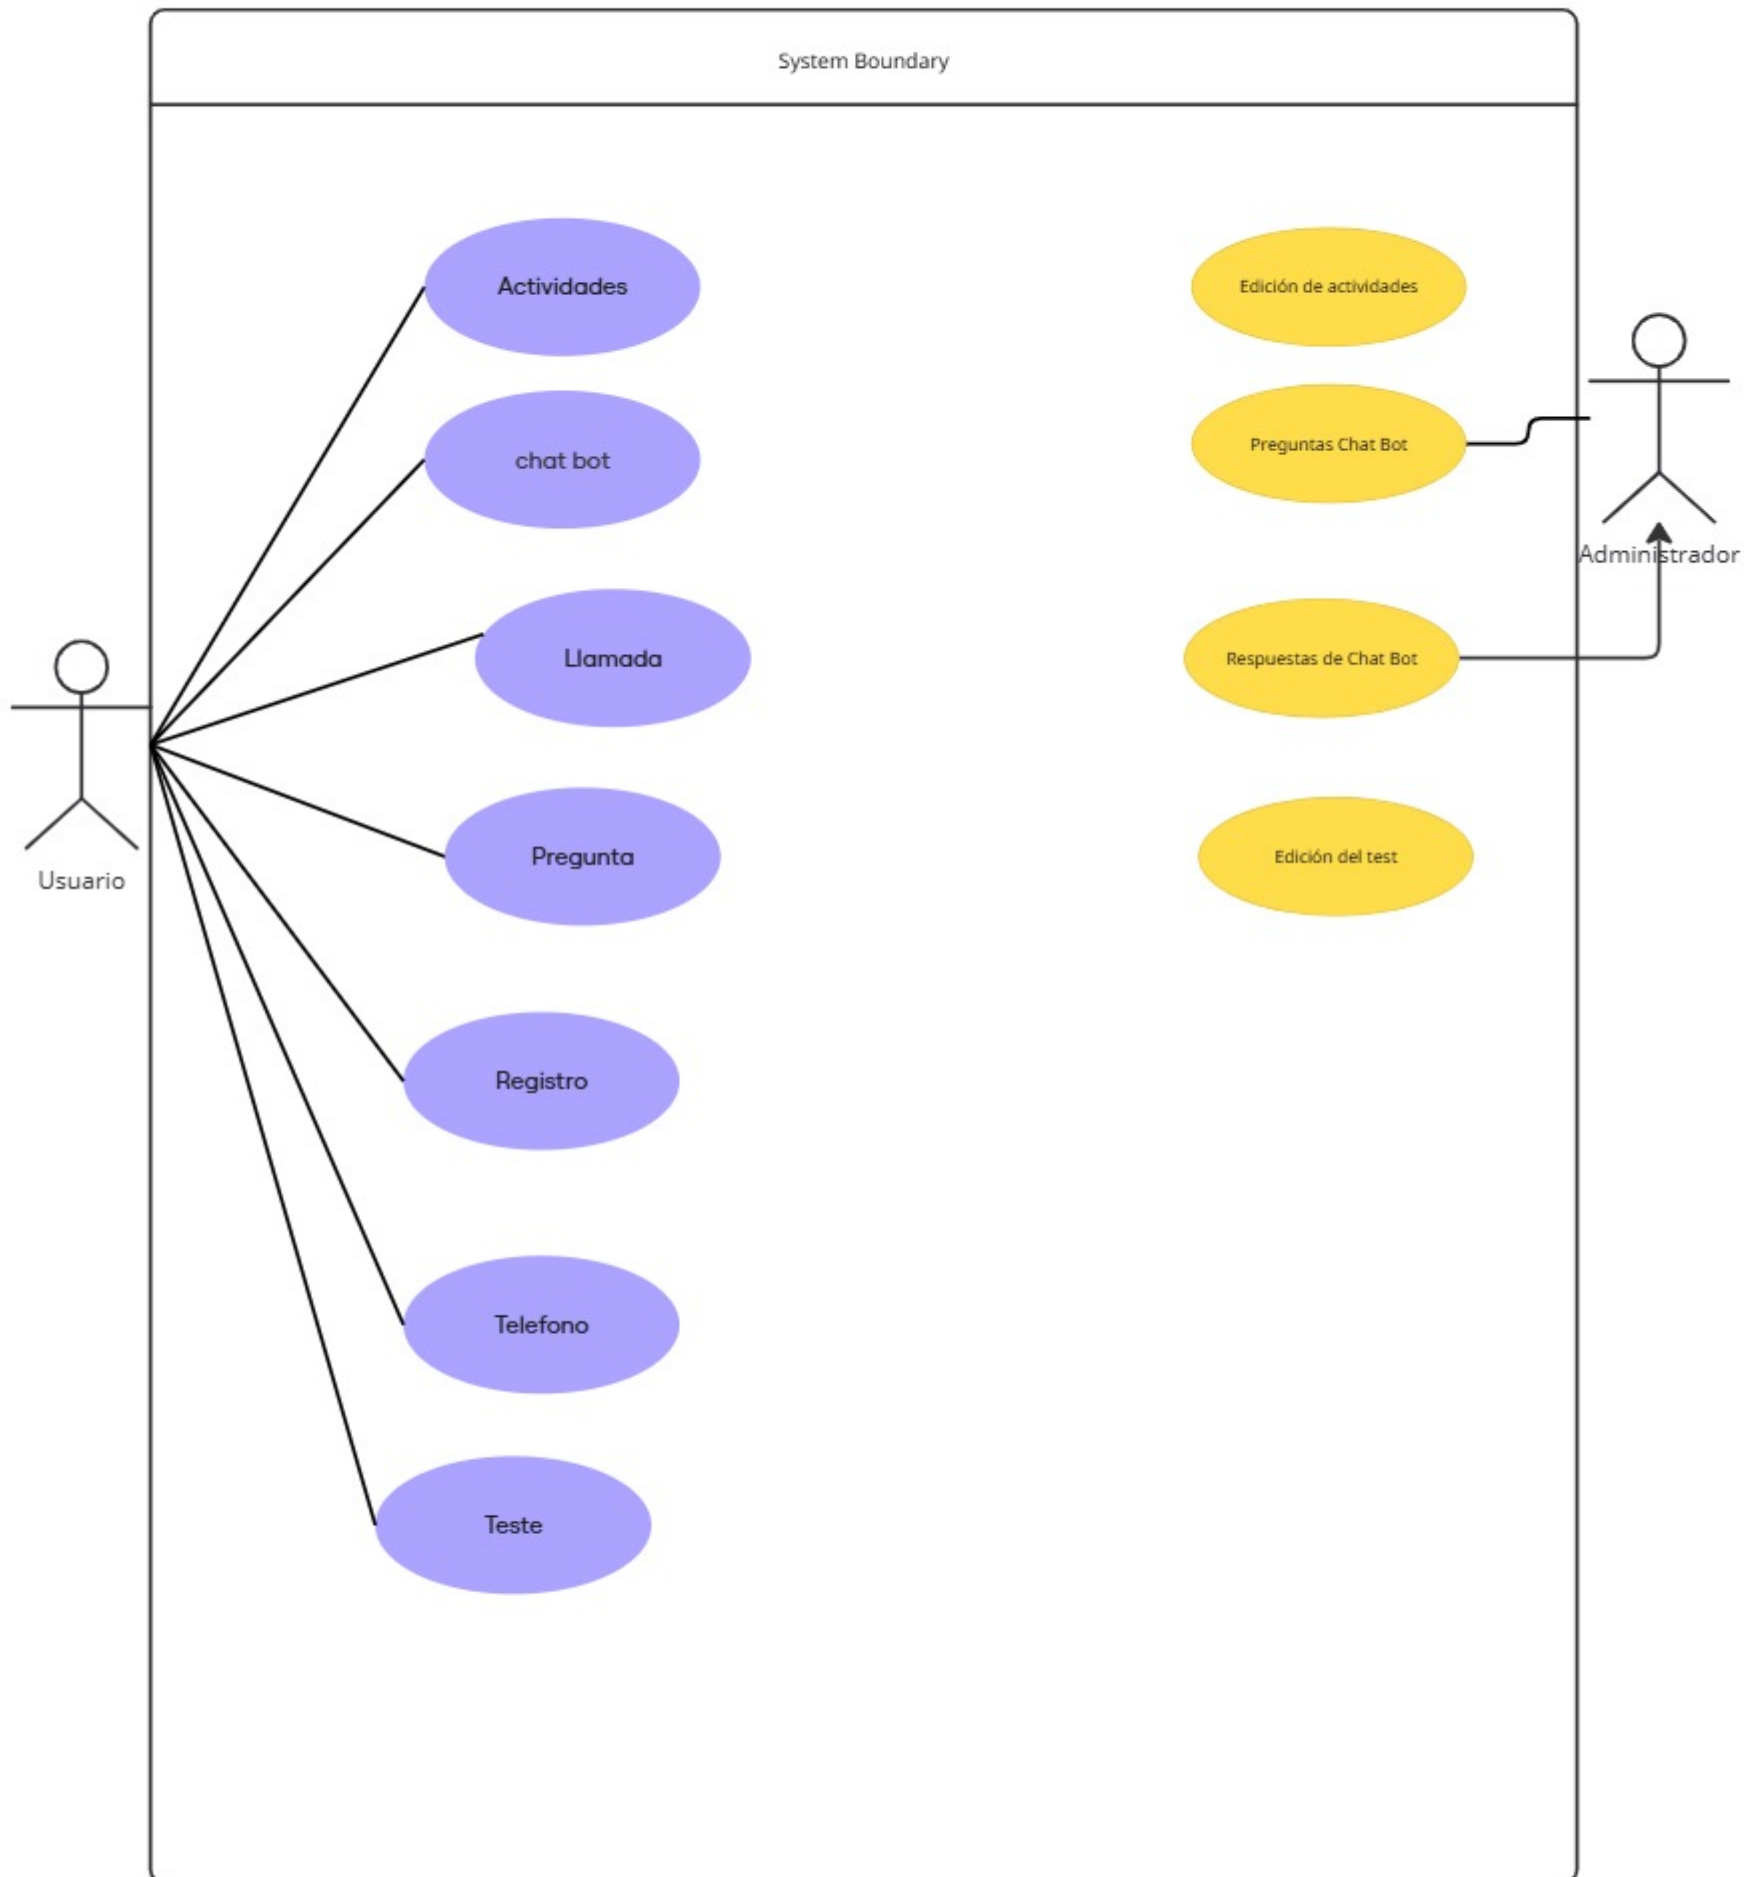 System Boundary
Actividades
Edición de actividades
chat bot
Preguntas Chat Bot
Administrador
Llamada
Respuestas de Chat Bot
Pregunta
Edición del test
Usuario
Registro
Telefono
Teste